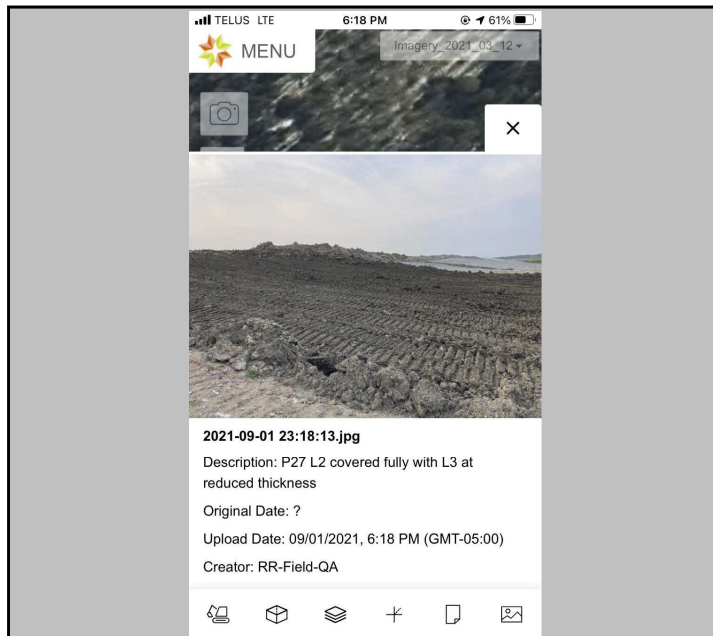 TELUS LTE 6:18 PM 61%
MENU
Imagery_2021_03_12
2021-09-01 23:18:13.jpg
Description: P27 L2 covered fully with L3 at
reduced thickness
Original Date: ?
Upload Date: 09/01/2021, 6:18 PM (GMT-05:00)
Creator: RR-Field-QA